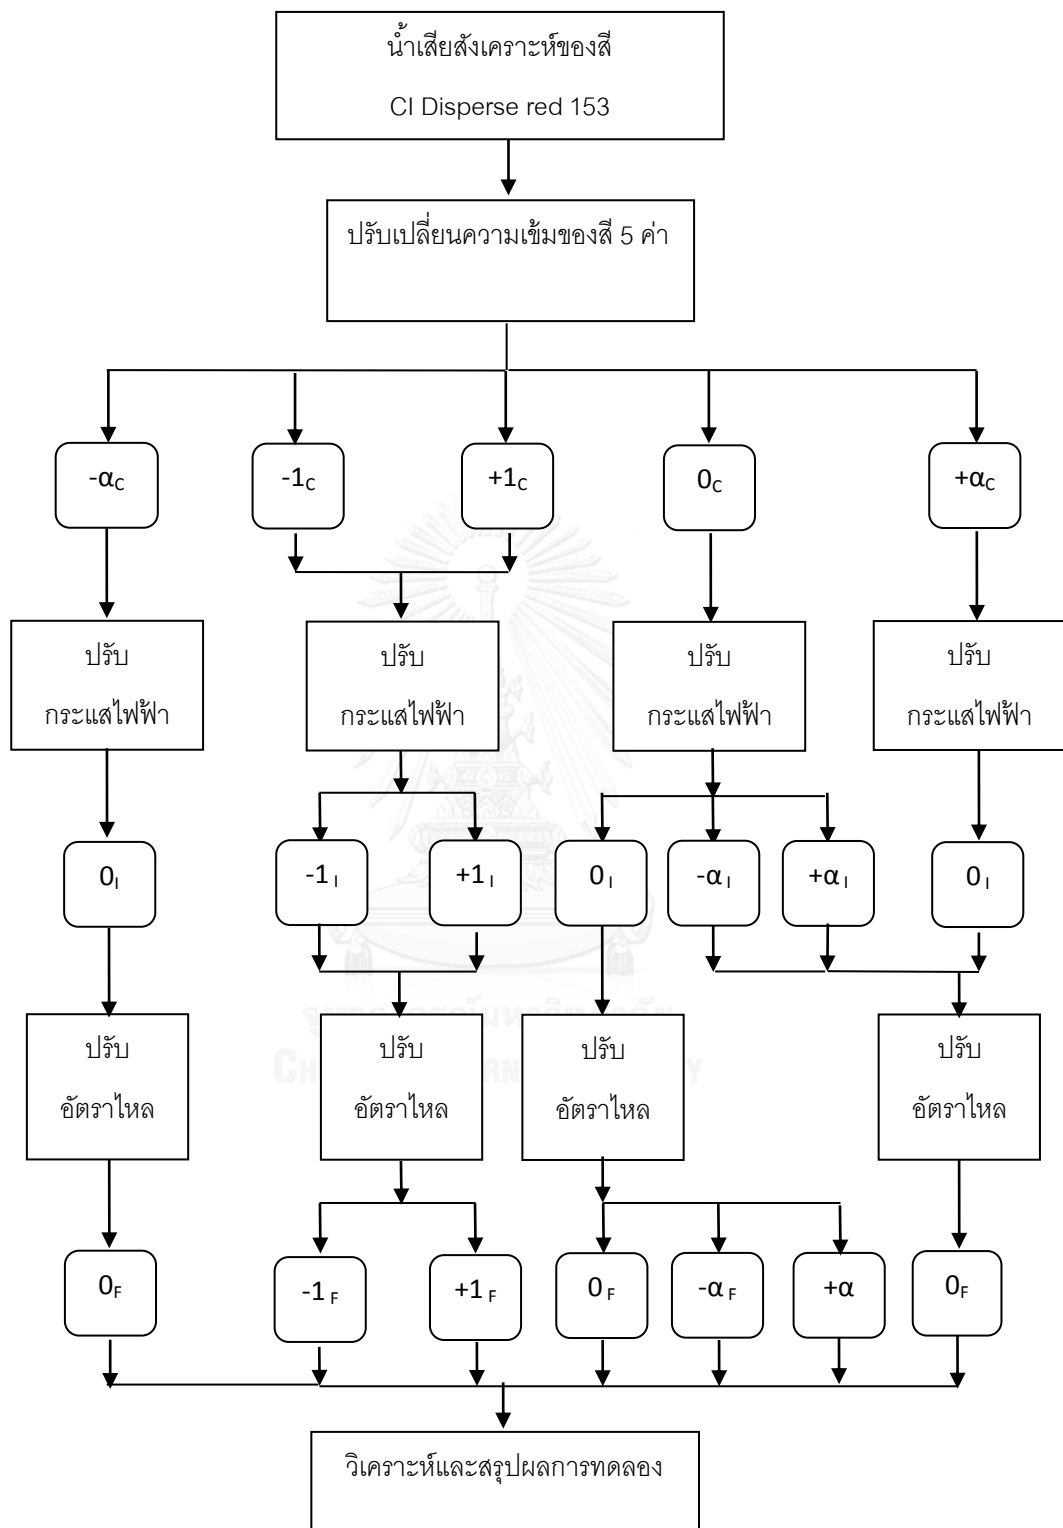 น้ำเสียสังเคราะห์ของสี
CI Disperse red 153
ปรับเปลี่ยนความเข้มของสี 5 ค่า
-αC
-1C
+1C
0C
+αC
ปรับ
กระแสไฟฟ้า
ปรับ
กระแสไฟฟ้า
ปรับ
กระแสไฟฟ้า
ปรับ
กระแสไฟฟ้า
0I
-1 I
+1 I
0 I
-α I
+α I
0 I
ปรับ
อัตราไหล
ปรับ
อัตราไหล
ปรับ
อัตราไหล
ปรับ
อัตราไหล
0F
-1 F
+1 F
0 F
-α F
+α
0F
วิเคราะห์และสรุปผลการทดลอง